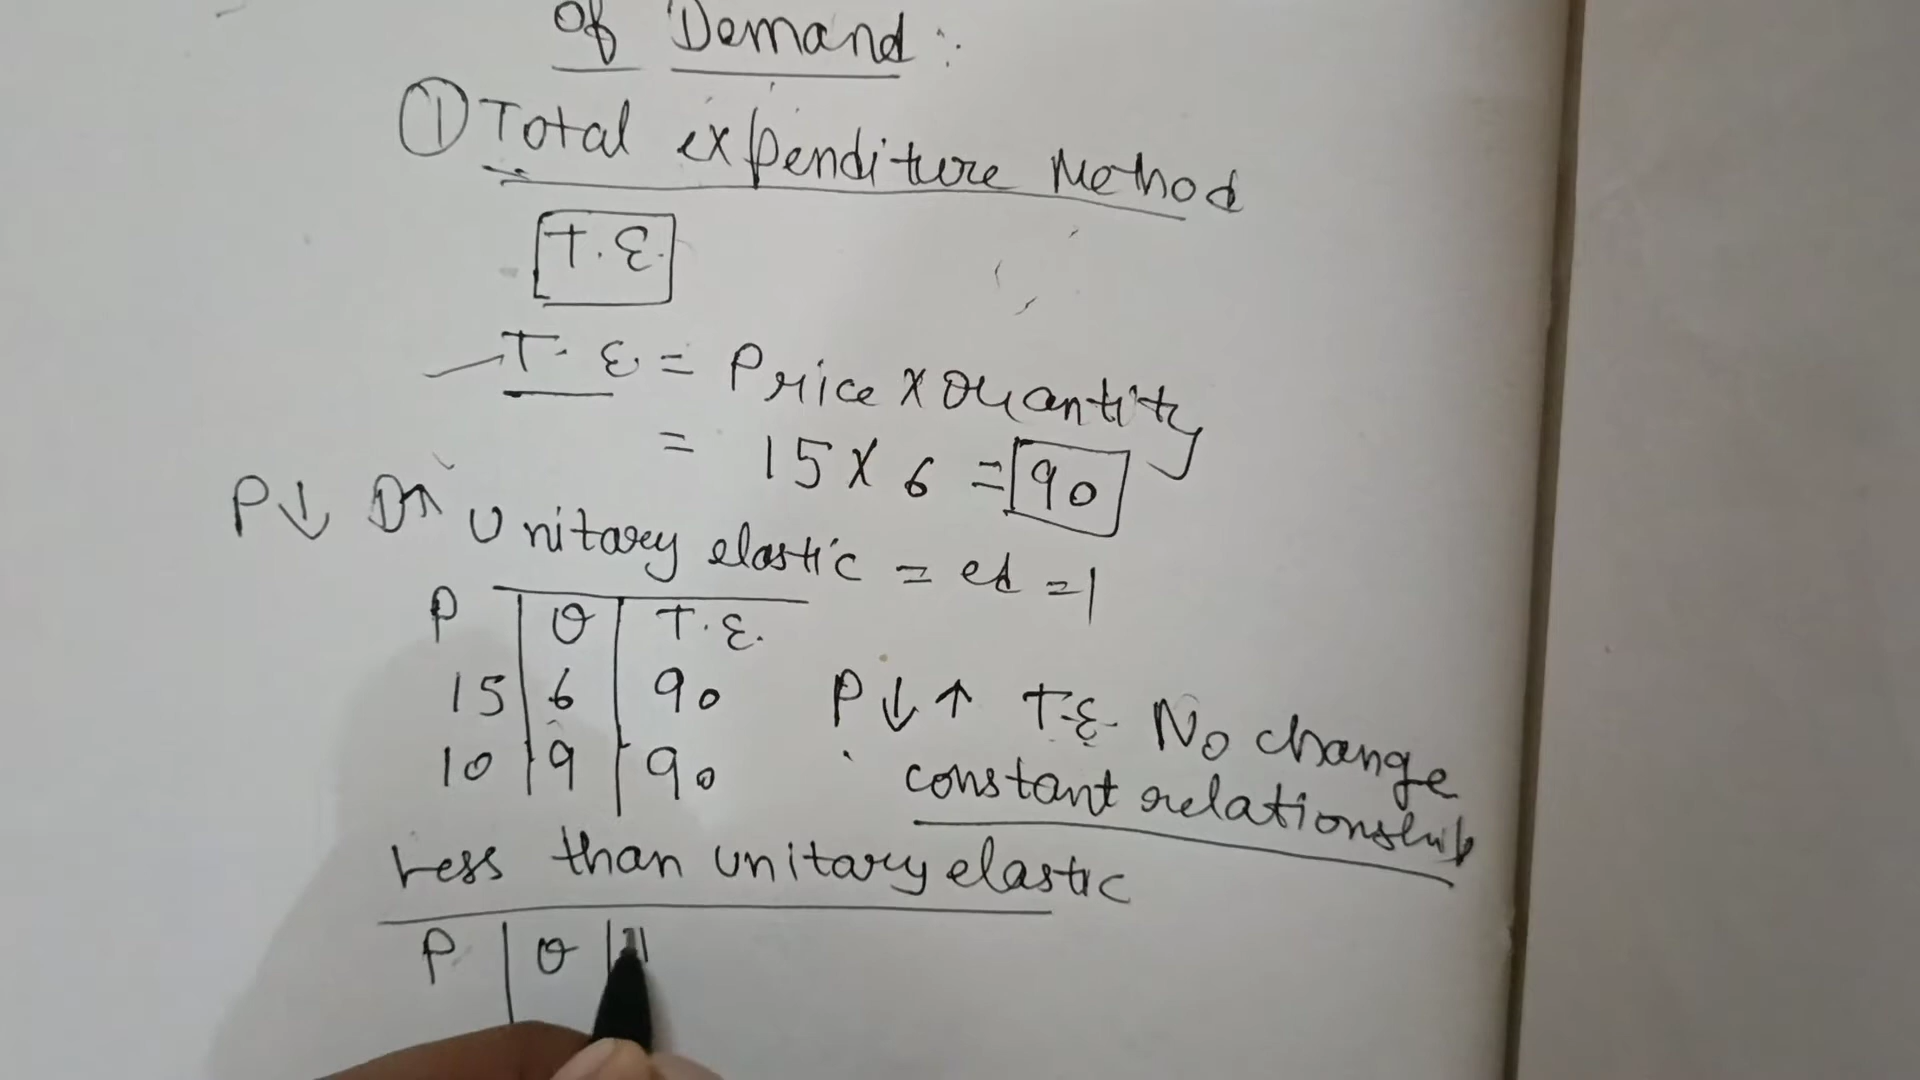 of Demand :
① Total expenditure Method
T.E.
T.E = Price x Quantity
= 15 x 6 = 90
P↓ D↑ Unitary elastic = ed = 1
P Q T.E.
15 6 90
10 9 90
P↓↑ T.E. No change
constant relationship
Less than unitary elastic
P Q